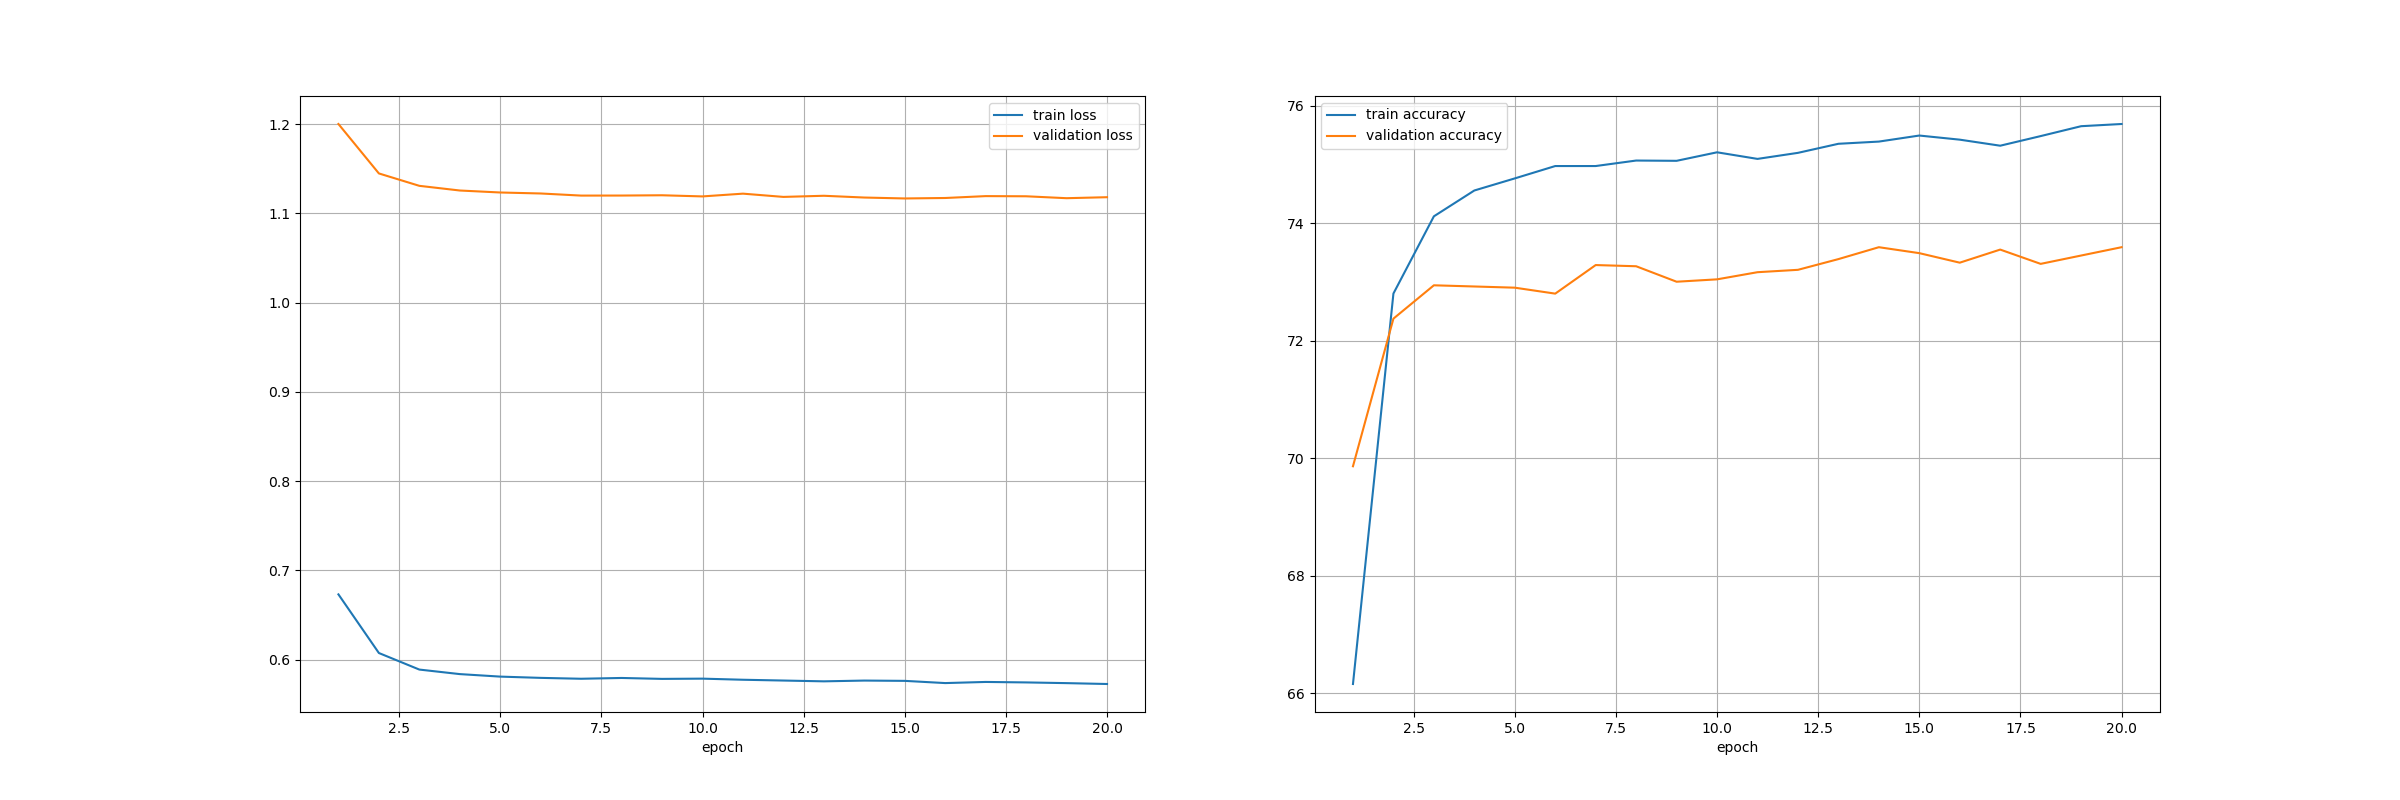 train loss
validation loss
1.2
1.1
1.0
0.9
0.8
0.7
0.6
2.5 5.0 7.5 10.0 12.5 15.0 17.5 20.0
epoch
train accuracy
validation accuracy
76
74
72
70
68
66
2.5 5.0 7.5 10.0 12.5 15.0 17.5 20.0
epoch